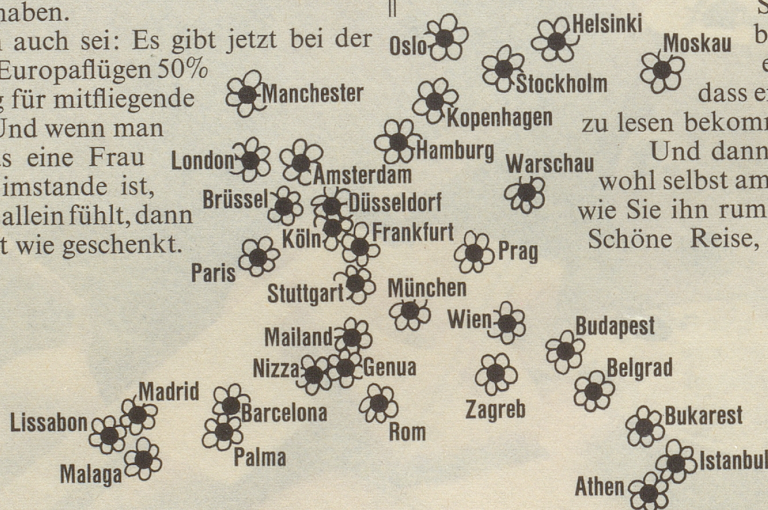 haben.
auch sei: Es gibt jetzt bei der
Europaflügen 50%
für mitfliegende
Und wenn man
eine Frau
imstande ist,
allein fühlt, dann
wie geschenkt.
Oslo
Helsinki
Moskau
Stockholm
Manchester
Kopenhagen
dass
zu lesen bekom
Hamburg
London
Amsterdam
Warschau
Und dann
wohl selbst am
Brüssel
Düsseldorf
wie Sie ihn rum
Köln
Frankfurt
Prag
Schöne Reise,
Paris
Stuttgart
München
Wien
Mailand
Budapest
Nizza
Genua
Belgrad
Madrid
Lissabon
Barcelona
Rom
Zagreb
Bukarest
Palma
Malaga
Istanbul
Athen